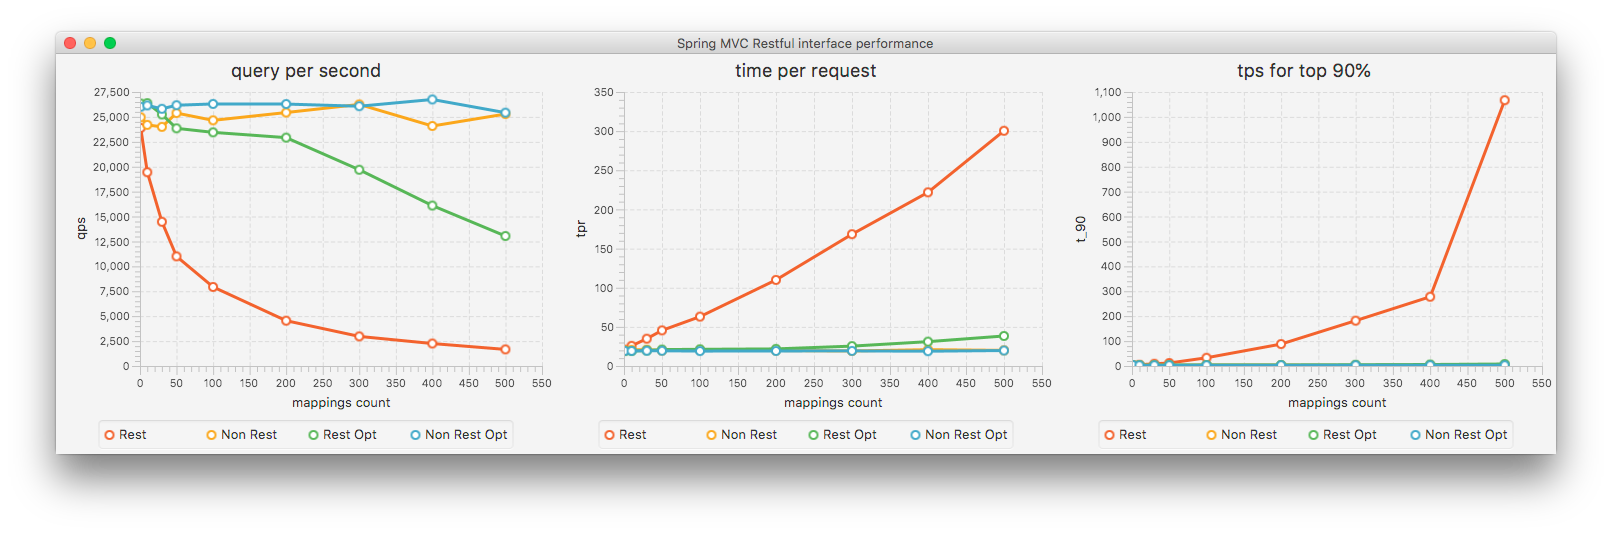 Spring MVC Restful interface performance
query per second
27,500
25,000
22,500
20,000
17,500
15,000
12,500
10,000
7,500
5,000
2,500
0
qps
0 50 100 150 200 250 300 350 400 450 500 550
mappings count
Rest Non Rest Rest Opt Non Rest Opt
time per request
350
300
250
200
150
100
50
0
tpr
0 50 100 150 200 250 300 350 400 450 500 550
mappings count
Rest Non Rest Rest Opt Non Rest Opt
tps for top 90%
1,100
1,000
900
800
700
600
500
400
300
200
100
0
t_90
0 50 100 150 200 250 300 350 400 450 500 550
mappings count
Rest Non Rest Rest Opt Non Rest Opt